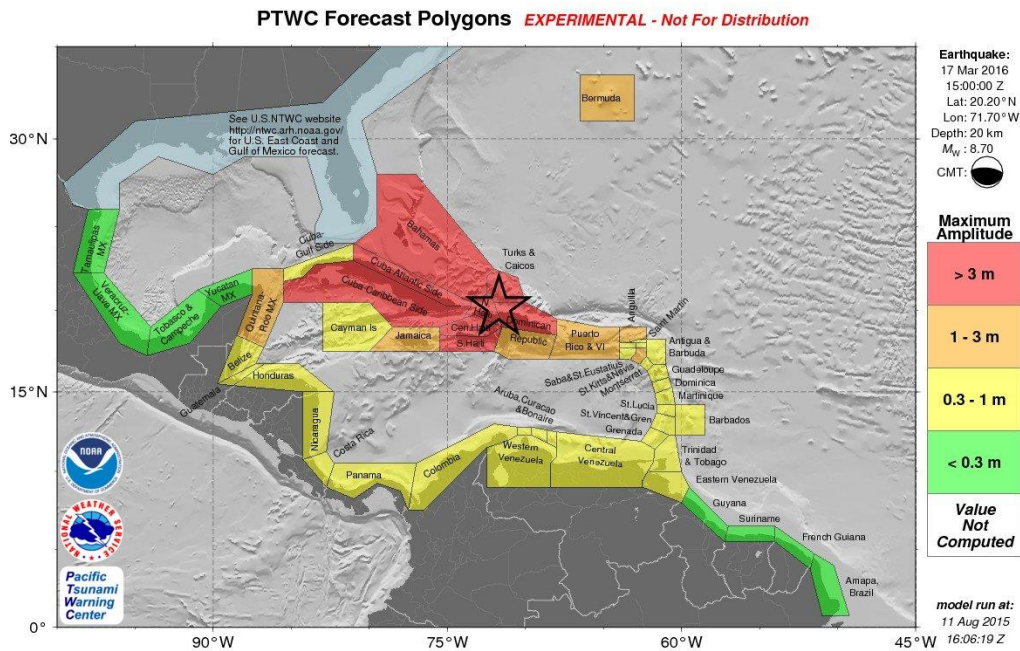 PTWC Forecast Polygons EXPERIMENTAL - Not For Distribution
Earthquake:
17 Mar 2016
15:00:00 Z
Lat: 20.20°N
Lon: 71.70°W
Depth: 20 km
MW : 8.70
CMT:
Maximum
Amplitude
> 3 m
1 - 3 m
0.3 - 1 m
< 0.3 m
Value
Not
Computed
model run at:
11 Aug 2015
16:06:19 Z
30°N
15°N
0°
90°W
75°W
60°W
45°W
See U.S.NTWC website
http://ntwc.arh.noaa.gov/
for U.S. East Coast and
Gulf of Mexico forecast.
Bermuda
Bahamas
Turks &
Caicos
Cuba-
Gulf Side
Cuba Atlantic Side
Cuba Caribbean Side
Tamaulipas
MX
Veracruz-
Llave MX
Tobasco &
Campeche
Yucatan
MX
Quintana-
Roo MX
Cayman Is
Jamaica
Cen.Haiti
S.Haiti
Dominican
Republic
Puerto
Rico & VI
Anguilla
Saint Martin
Antigua &
Barbuda
Saba&St.Eustatius
St.Kitts&Nevis
Montserrat
Guadeloupe
Dominica
Martinique
St.Lucia
Barbados
St.Vincent&Gren
Grenada
Aruba,Curacao
&Bonaire
Belize
Guatemala
Honduras
Nicaragua
Costa Rica
Panama
Colombia
Western
Venezuela
Central
Venezuela
Trinidad
& Tobago
Eastern Venezuela
Guyana
Suriname
French Guiana
Amapa,
Brazil
NOAA
NATIONAL WEATHER SERVICE
Pacific
Tsunami
Warning
Center